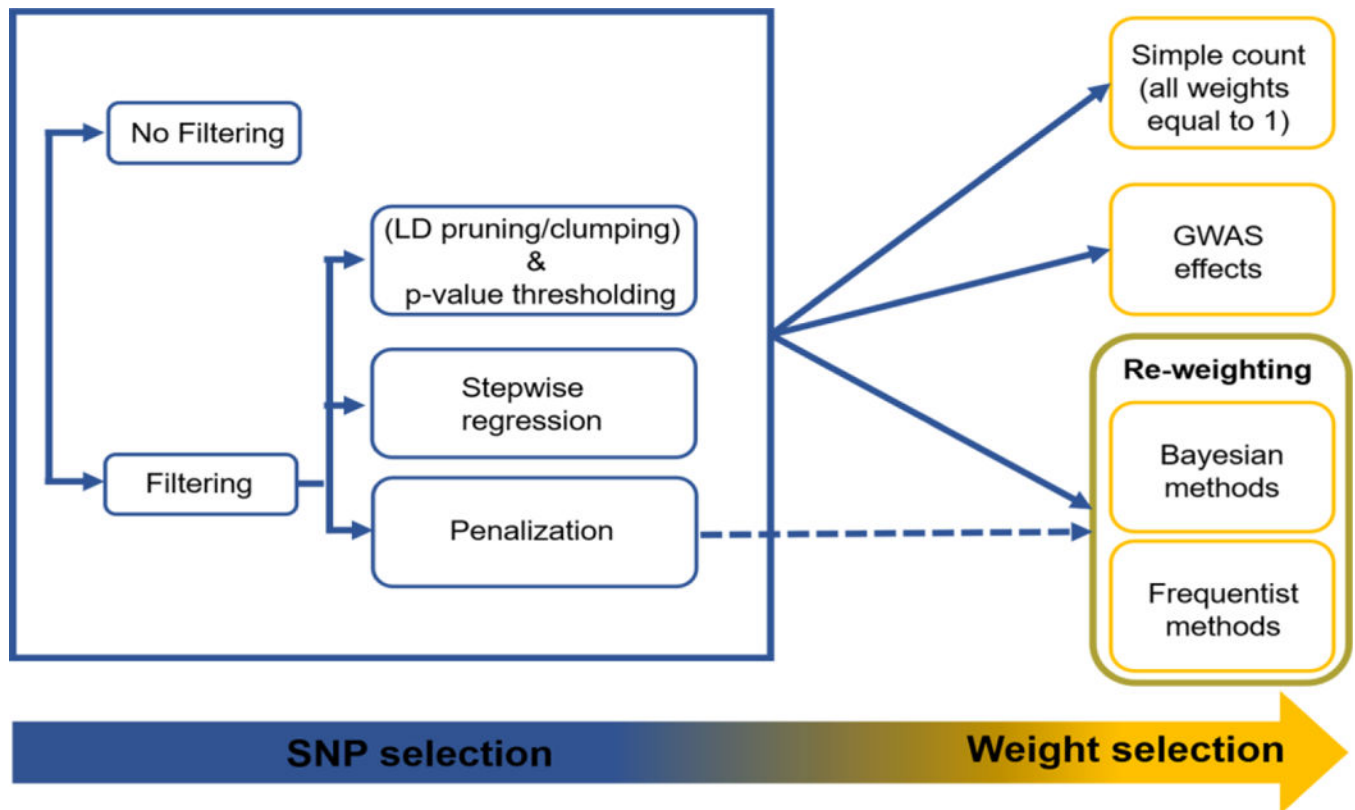 No Filtering
Filtering
(LD pruning/clumping)
&
p-value thresholding
Stepwise
regression
Penalization
Simple count
(all weights
equal to 1)
GWAS
effects
Re-weighting
Bayesian
methods
Frequentist
methods
SNP selection
Weight selection